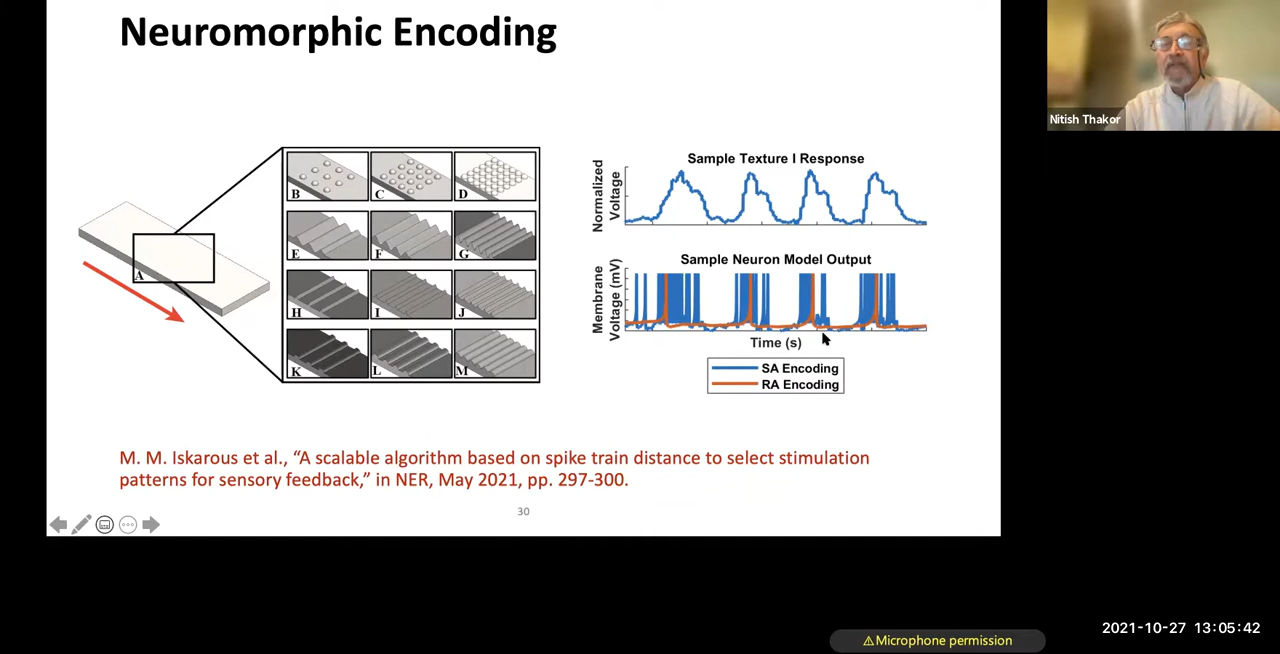 Neuromorphic Encoding
Nitish Thakor
A
B
C
D
E
F
G
H
I
J
K
L
M
Sample Texture I Response
Normalized
Voltage
Sample Neuron Model Output
Membrane
Voltage (mV)
Time (s)
SA Encoding
RA Encoding
M. M. Iskarous et al., “A scalable algorithm based on spike train distance to select stimulation
patterns for sensory feedback,” in NER, May 2021, pp. 297-300.
30
2021-10-27 13:05:42
⚠Microphone permission